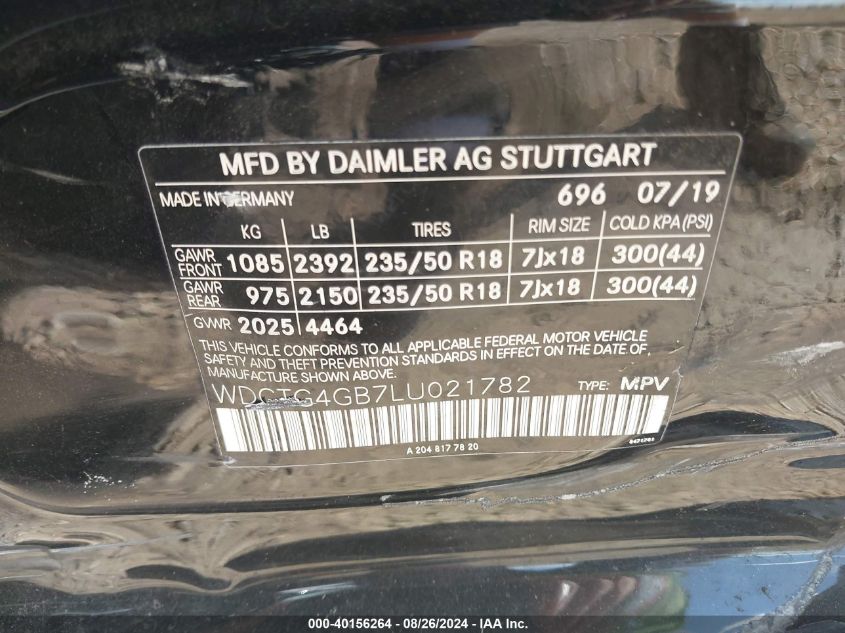 MFD BY DAIMLER AG STUTTGART
MADE IN GERMANY 696 07/19
KG LB TIRES RIM SIZE COLD KPA (PSI)
GAWR FRONT 1085 2392 235/50 R18 7Jx18 300(44)
GAWR REAR 975 2150 235/50 R18 7Jx18 300(44)
GVWR 2025 4464
THIS VEHICLE CONFORMS TO ALL APPLICABLE FEDERAL MOTOR VEHICLE
SAFETY AND THEFT PREVENTION STANDARDS IN EFFECT ON THE DATE OF
MANUFACTURE SHOWN ABOVE.
WDCTG4GB7LU021782 TYPE: MPV
A 204 817 78 20
000-40156264 - 08/26/2024 - IAA Inc.